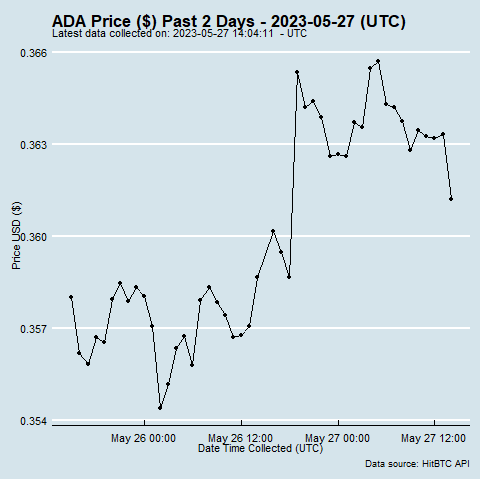 ADA Price ($) Past 2 Days - 2023-05-27 (UTC)
Latest data collected on: 2023-05-27 14:04:11 - UTC
0.366
0.363
0.360
0.357
0.354
Price USD ($)
May 26 00:00 May 26 12:00 May 27 00:00 May 27 12:00
Date Time Collected (UTC)
Data source: HitBTC API